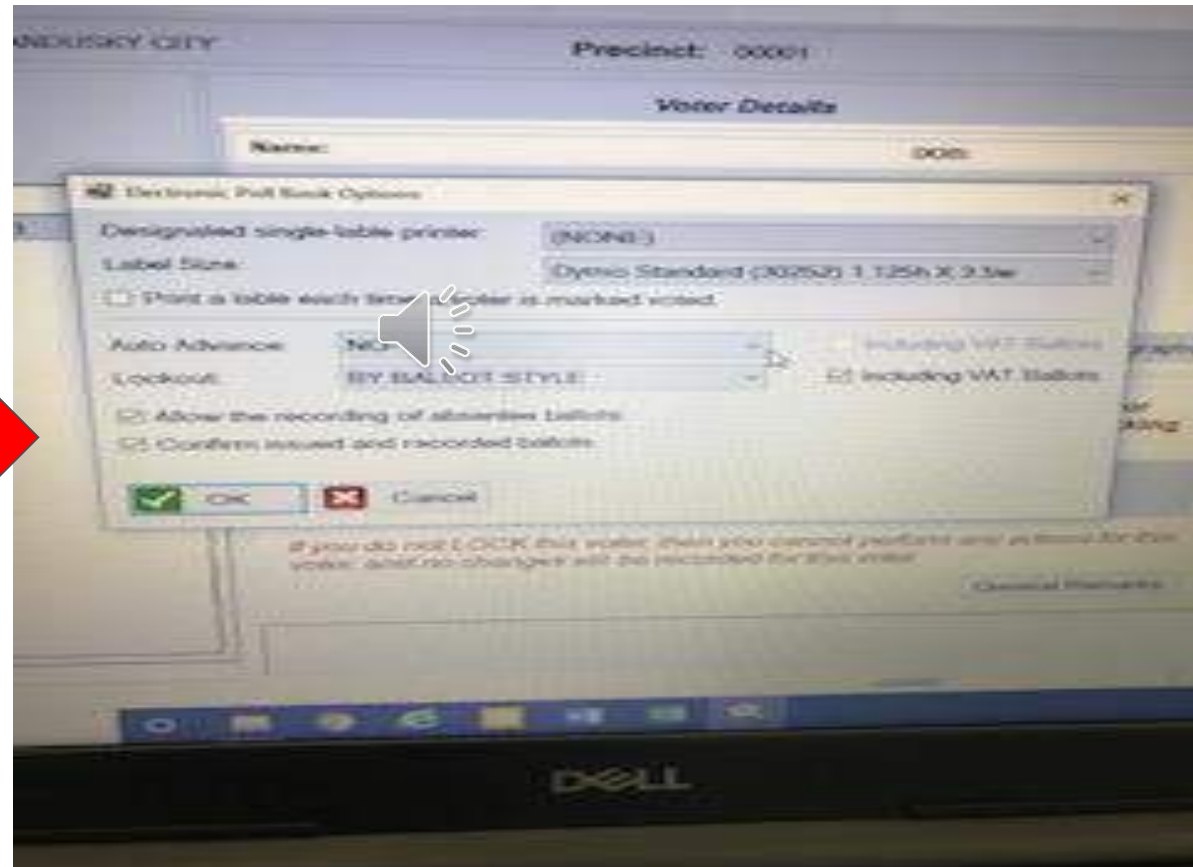 ANDUSKY CITY Precinct: 00001
Voter Details
Name: DOB:
Electronic Poll Book Options
Designated single-lable printer: (NONE)
Label Size: Dymo Standard (30252) 1.125h X 3.5w
Print a lable each time a voter is marked voted.
Auto Advance: Including VAT Ballots
Lockout: BY BALLOT STYLE Including VAT Ballots
Allow the recording of absentee ballots
Confirm issued and recorded ballots
OK Cancel
If you do not LOCK this voter, then you cannot perform any actions for this
voter, and no changes will be recorded for this voter
General Remarks
DELL